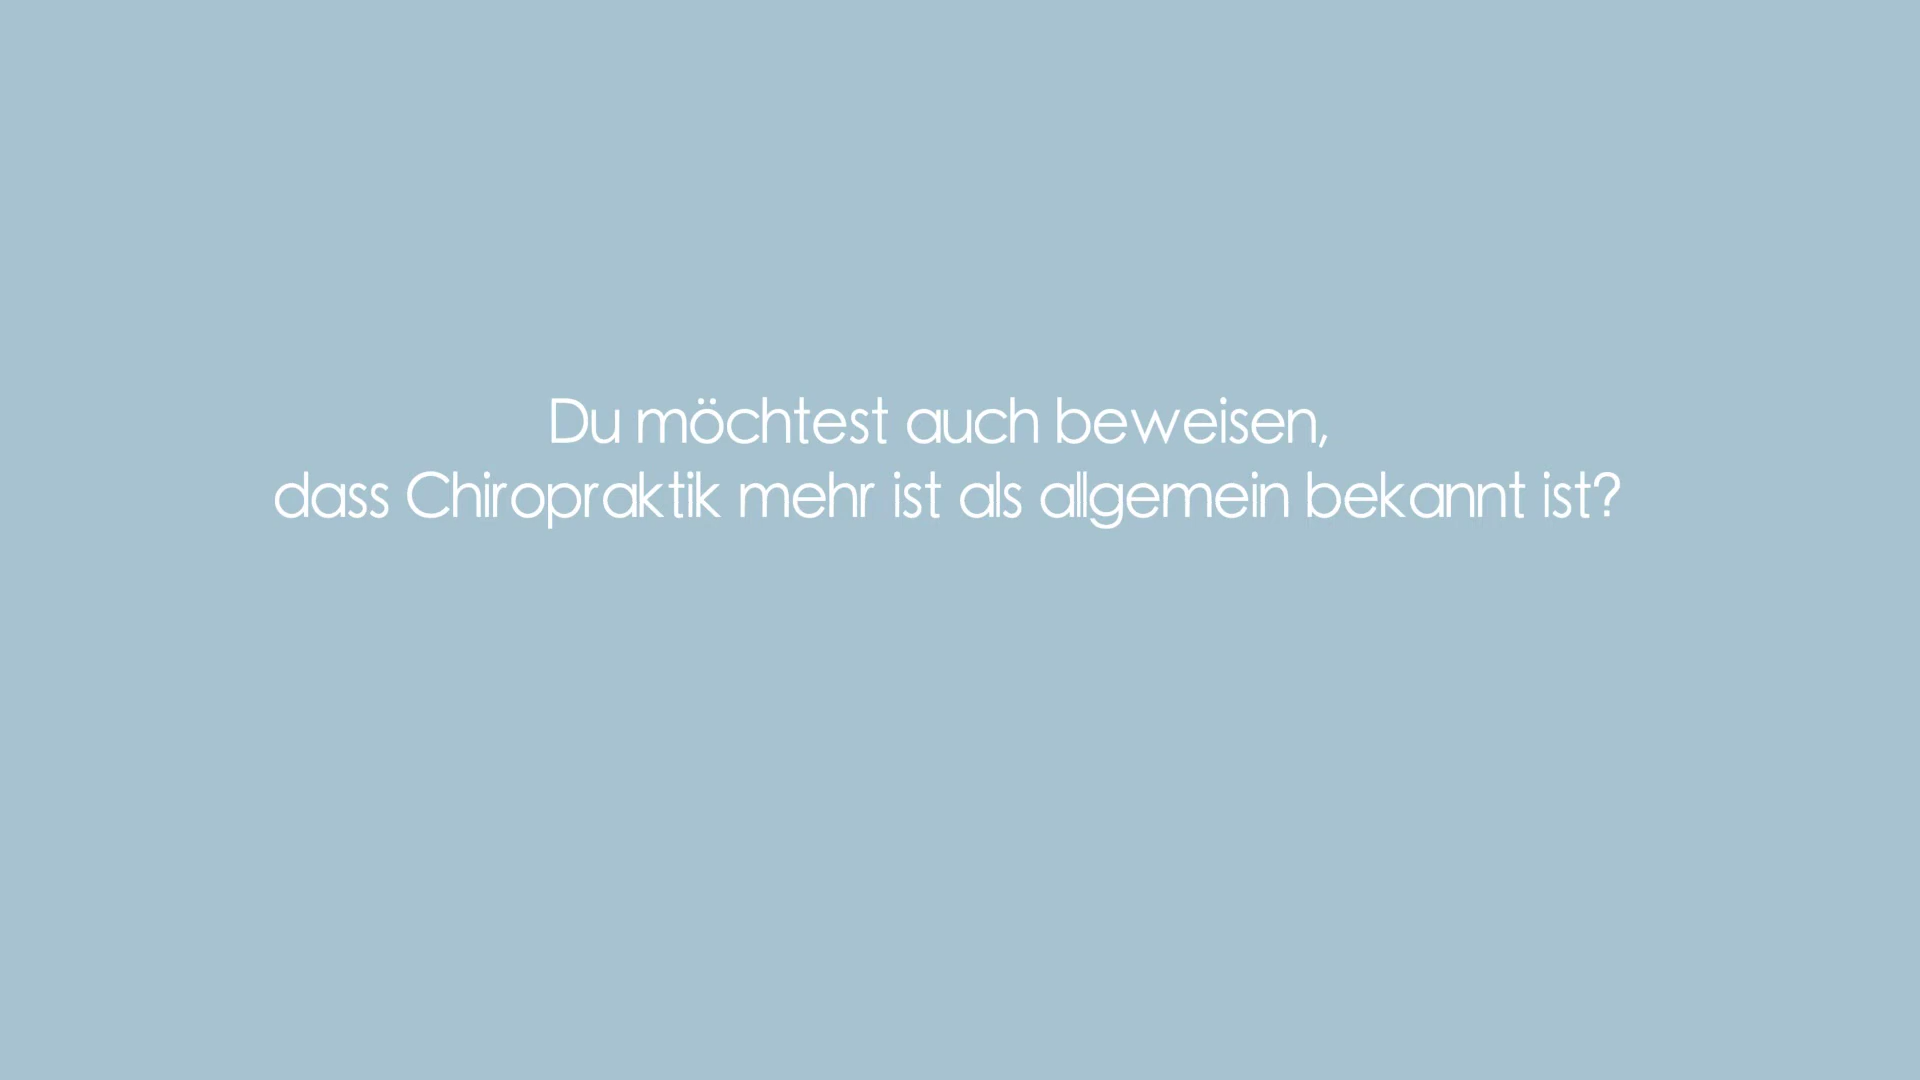 Du möchtest auch beweisen,
dass Chiropraktik mehr ist als allgemein bekannt ist?